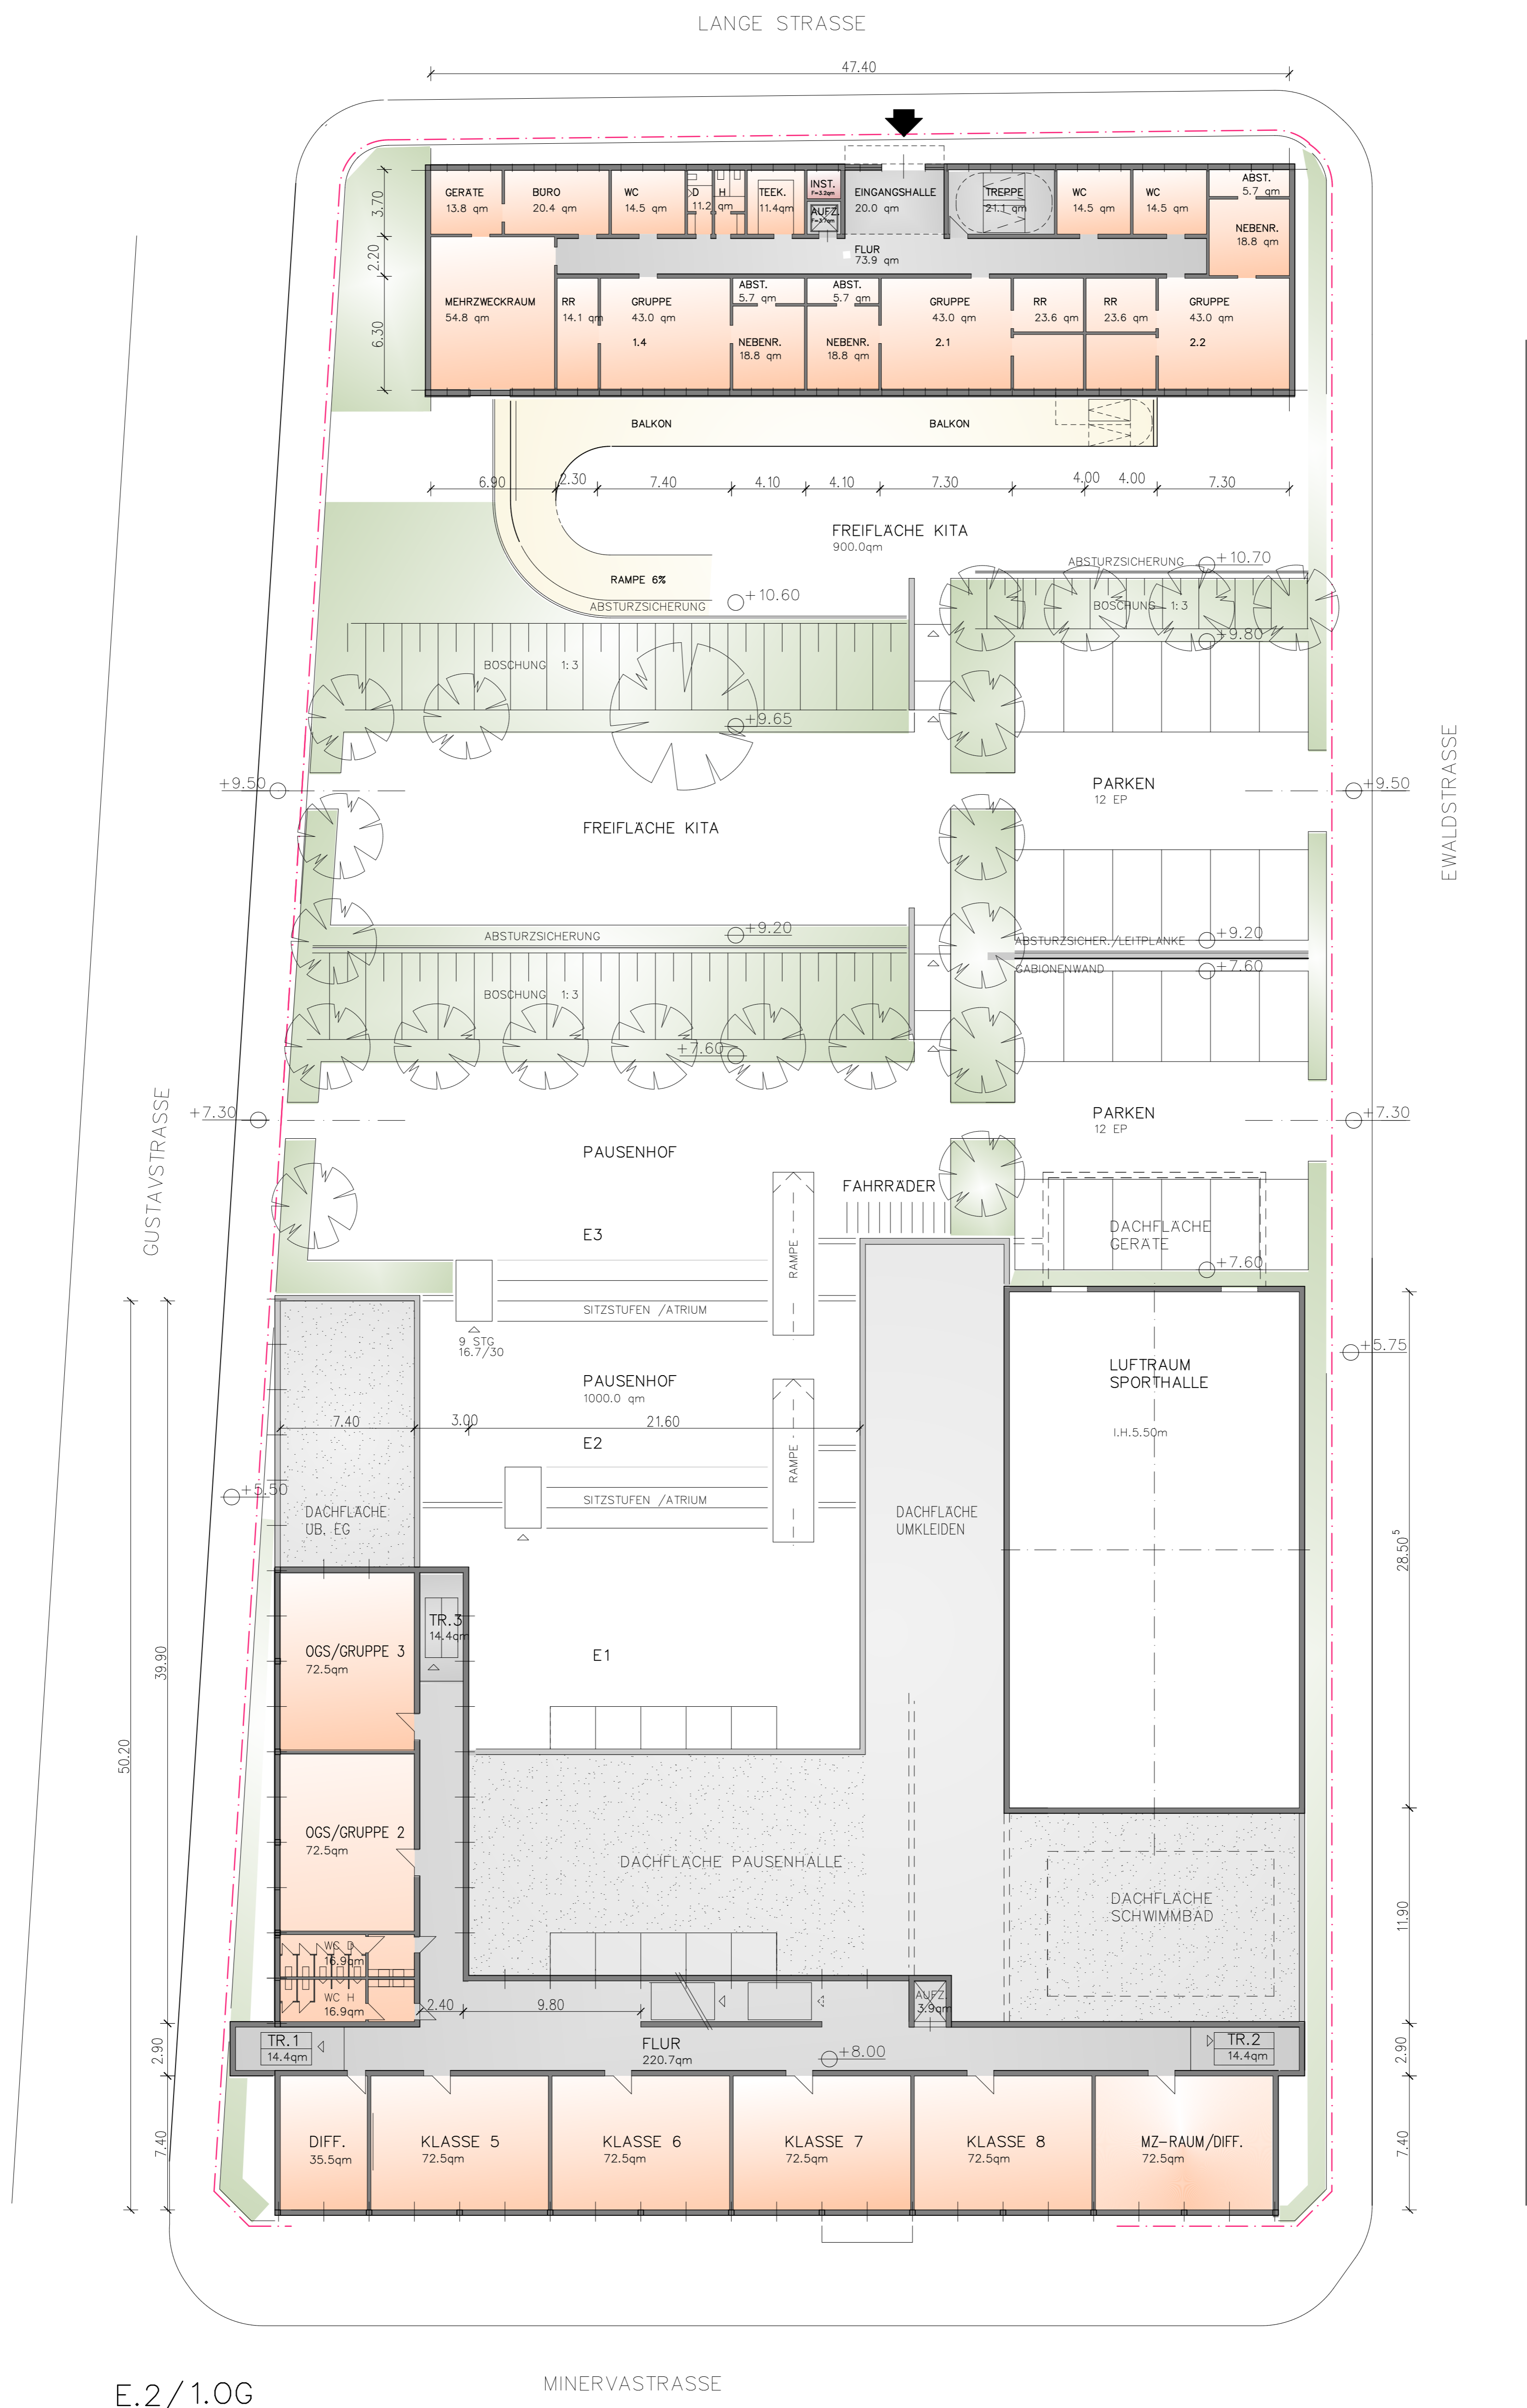 LANGE STRASSE
47.40
GERÄTE
13.8 qm
BÜRO
20.4 qm
WC
14.5 qm
D
H
11.2 qm
TEEK.
11.4qm
INST.
F=3.2qm
AUFZ.
F=3.7qm
EINGANGSHALLE
20.0 qm
TREPPE
21.1 qm
WC
14.5 qm
WC
14.5 qm
ABST.
5.7 qm
NEBENR.
18.8 qm
3.70
2.20
6.30
FLUR
73.9 qm
MEHRZWECKRAUM
54.8 qm
RR
14.1 qm
GRUPPE
43.0 qm
1.4
ABST.
5.7 qm
NEBENR.
18.8 qm
ABST.
5.7 qm
NEBENR.
18.8 qm
GRUPPE
43.0 qm
2.1
RR
23.6 qm
RR
23.6 qm
GRUPPE
43.0 qm
2.2
BALKON
BALKON
6.90
2.30
7.40
4.10
4.10
7.30
4.00
4.00
7.30
FREIFLÄCHE KITA
900.0qm
RAMPE 6%
ABSTURZSICHERUNG
+10.60
ABSTURZSICHERUNG
+10.70
BÖSCHUNG 1:3
+9.80
BÖSCHUNG 1:3
+9.65
+9.50
PARKEN
12 EP
+9.50
EWALDSTRASSE
FREIFLÄCHE KITA
ABSTURZSICHERUNG
+9.20
ABSTURZSICHER./LEITPLANKE
+9.20
GABIONENWAND
+7.60
BÖSCHUNG 1:3
+7.60
+7.30
PARKEN
12 EP
+7.30
GUSTAVSTRASSE
PAUSENHOF
FAHRRÄDER
E3
RAMPE
DACHFLÄCHE
GERÄTE
+7.60
SITZSTUFEN /ATRIUM
9 STG
16.7/30
+5.75
LUFTRAUM
SPORTHALLE
I.H.5.50m
PAUSENHOF
1000.0 qm
7.40
3.00
21.60
E2
RAMPE
+5.50
SITZSTUFEN /ATRIUM
DACHFLÄCHE
ÜB. EG
DACHFLÄCHE
UMKLEIDEN
28.50⁵
TR.3
14.4qm
OGS/GRUPPE 3
72.5qm
E1
39.90
50.20
OGS/GRUPPE 2
72.5qm
DACHFLÄCHE PAUSENHALLE
DACHFLÄCHE
SCHWIMMBAD
11.90
WC D
16.9qm
WC H
16.9qm
2.40
9.80
AUFZ.
3.9qm
TR.1
14.4qm
FLUR
220.7qm
+8.00
TR.2
14.4qm
2.90
2.90
DIFF.
35.5qm
KLASSE 5
72.5qm
KLASSE 6
72.5qm
KLASSE 7
72.5qm
KLASSE 8
72.5qm
MZ-RAUM/DIFF.
72.5qm
7.40
7.40
MINERVASTRASSE
E.2/1.OG